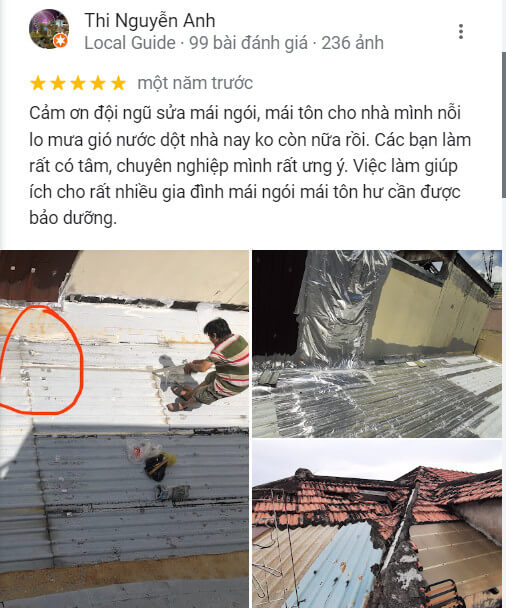 Thi Nguyễn Anh
Local Guide · 99 bài đánh giá · 236 ảnh
một năm trước
Cảm ơn đội ngũ sửa mái ngói, mái tôn cho nhà mình nỗi
lo mưa gió nước dột nhà nay ko còn nữa rồi. Các bạn làm
rất có tâm, chuyên nghiệp mình rất ưng ý. Việc làm giúp
ích cho rất nhiều gia đình mái ngói mái tôn hư cần được
bảo dưỡng.